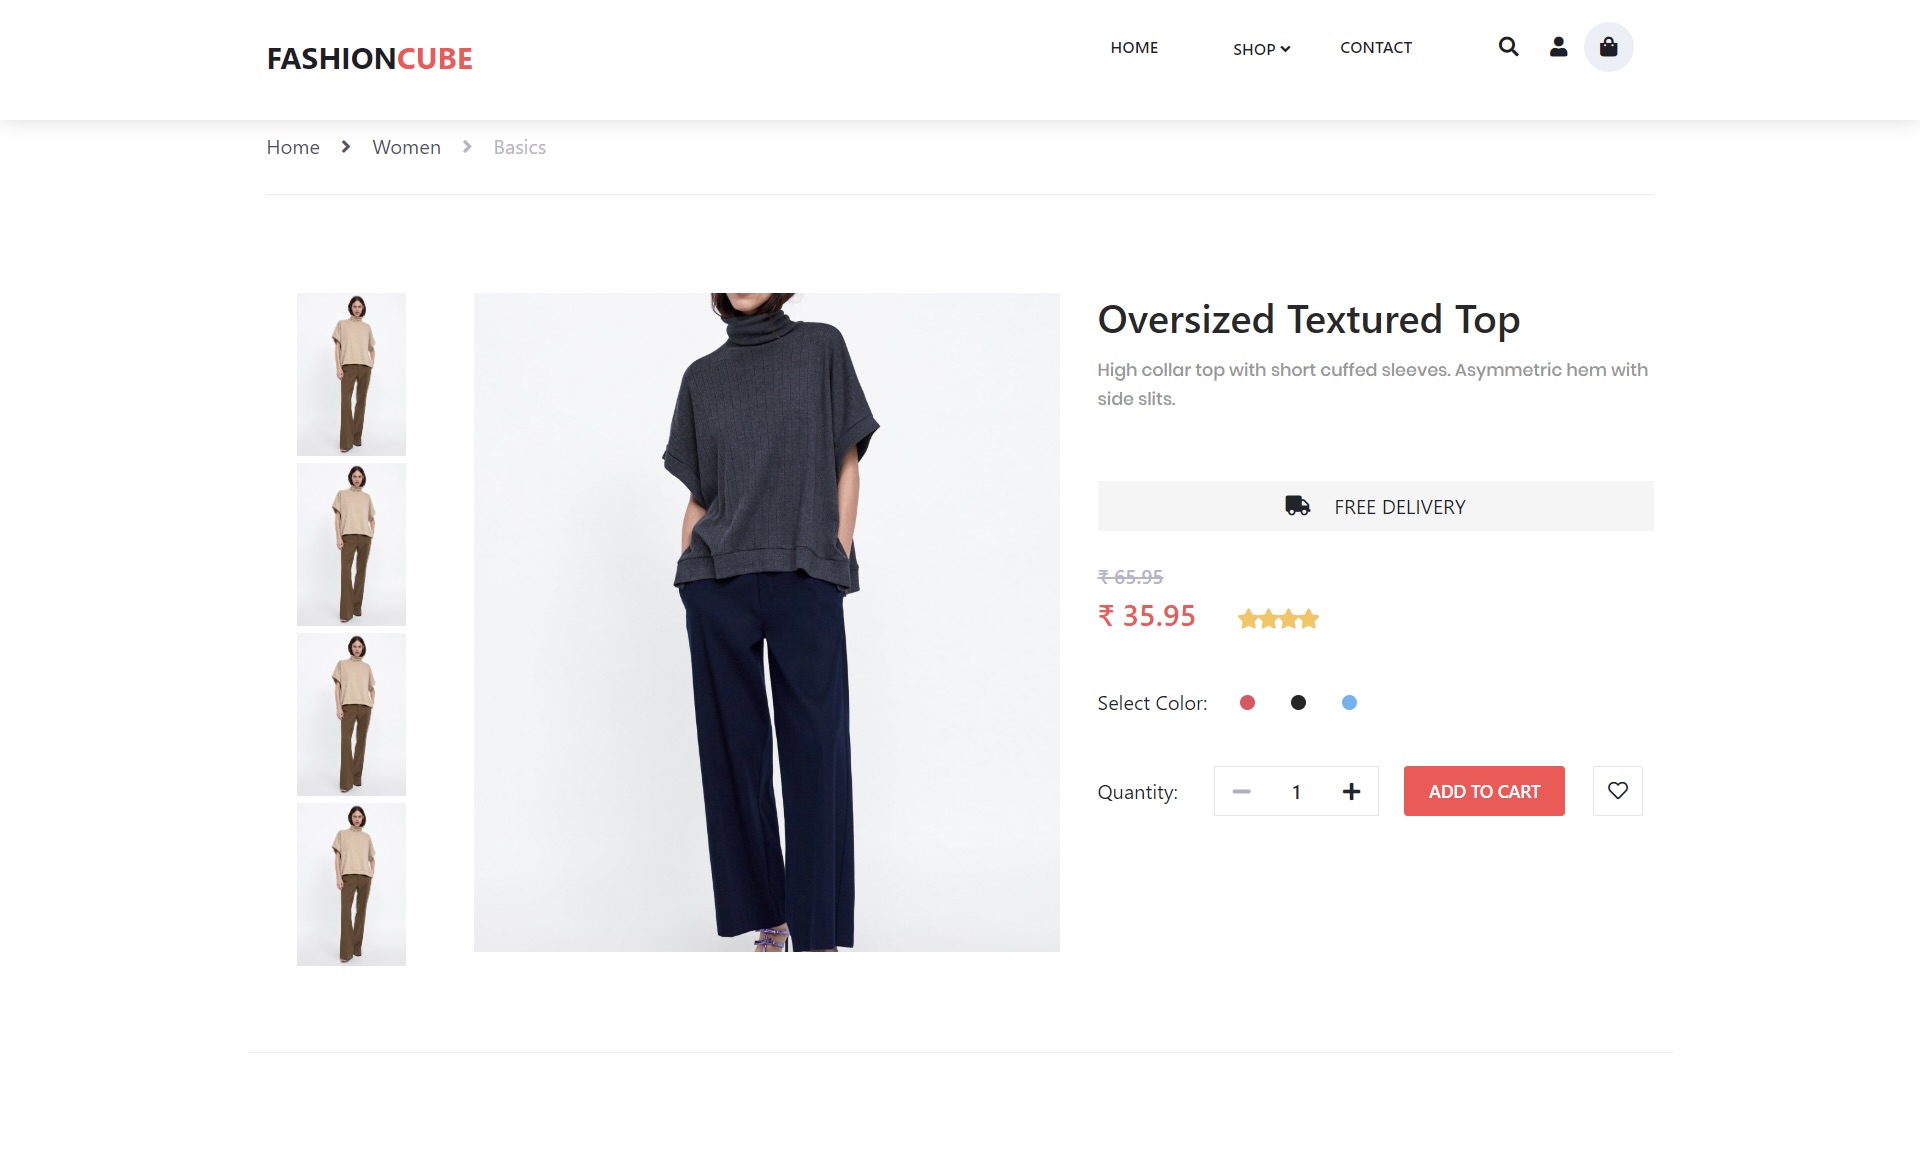 FASHIONCUBE
HOME
SHOP
CONTACT
Home
Women
Basics
Oversized Textured Top
High collar top with short cuffed sleeves. Asymmetric hem with
side slits.
FREE DELIVERY
₹ 65.95
₹ 35.95
Select Color:
Quantity:
1
ADD TO CART